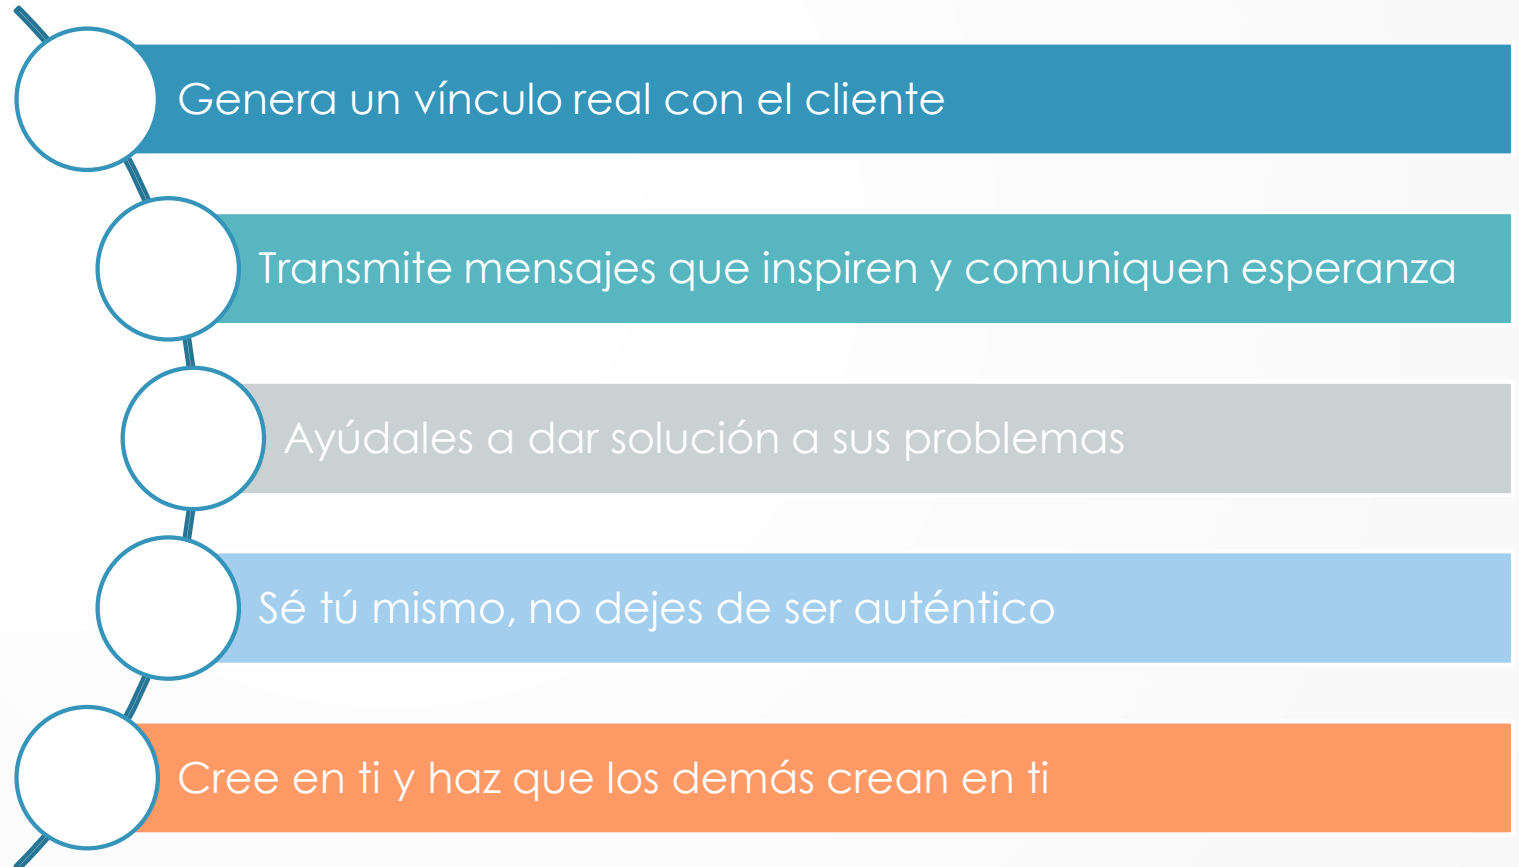 Genera un vínculo real con el cliente
Transmite mensajes que inspiren y comuniquen esperanza
Ayúdales a dar solución a sus problemas
Sé tú mismo, no dejes de ser auténtico
Cree en ti y haz que los demás crean en ti